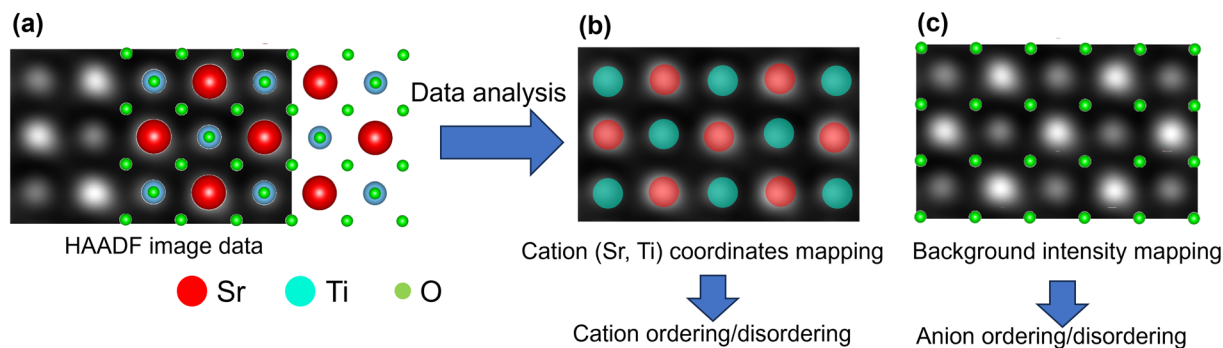 (a)
(b)
(c)
Data analysis
HAADF image data
Cation (Sr, Ti) coordinates mapping
Background intensity mapping
Sr
Ti
O
Cation ordering/disordering
Anion ordering/disordering